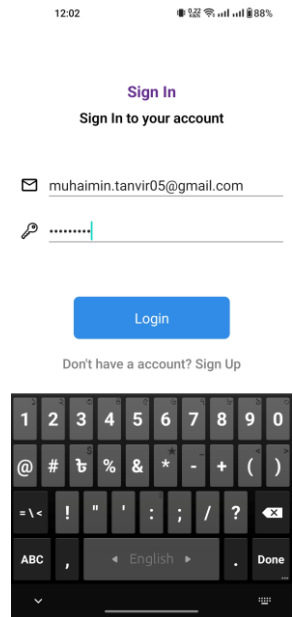 12:02 88%
Sign In
Sign In to your account
muhaimin.tanvir05@gmail.com
•••••••••
Login
Don't have a account? Sign Up
1 2 3 4 5 6 7 8 9 0
@ # ৳ % & * - + ( )
= \ < ! " ' : ; / ?
ABC , ◂ English ▸ . Done